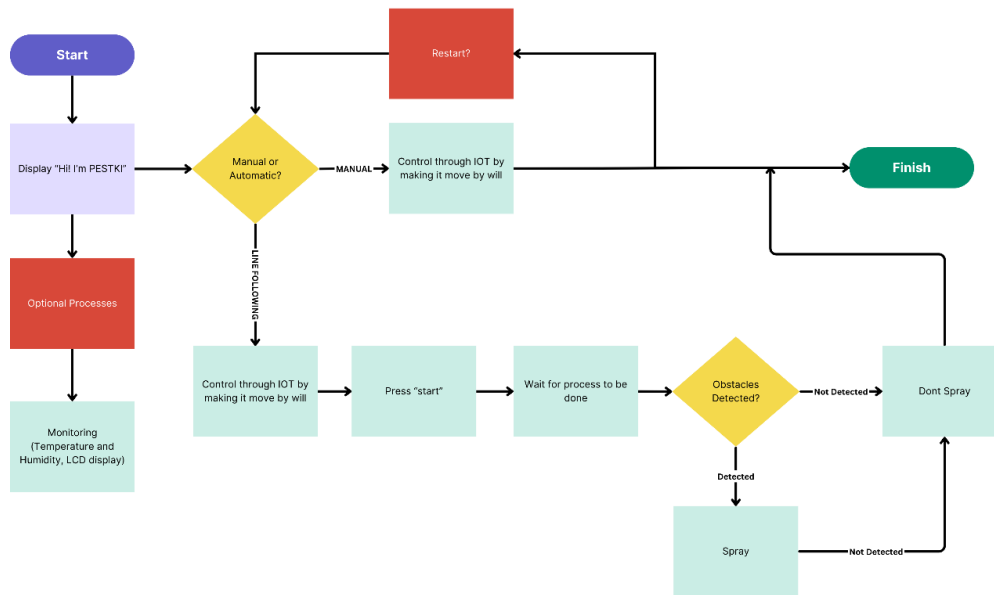 Start
Restart?
Display "Hi! I'm PESTKI"
Manual or
Automatic?
MANUAL
Control through IOT by
making it move by will
Finish
LINE FOLLOWING
Optional Processes
Control through IOT by
making it move by will
Press "start"
Wait for process to be
done
Obstacles
Detected?
Not Detected
Dont Spray
Monitoring
(Temperature and
Humidity, LCD display)
Detected
Spray
Not Detected